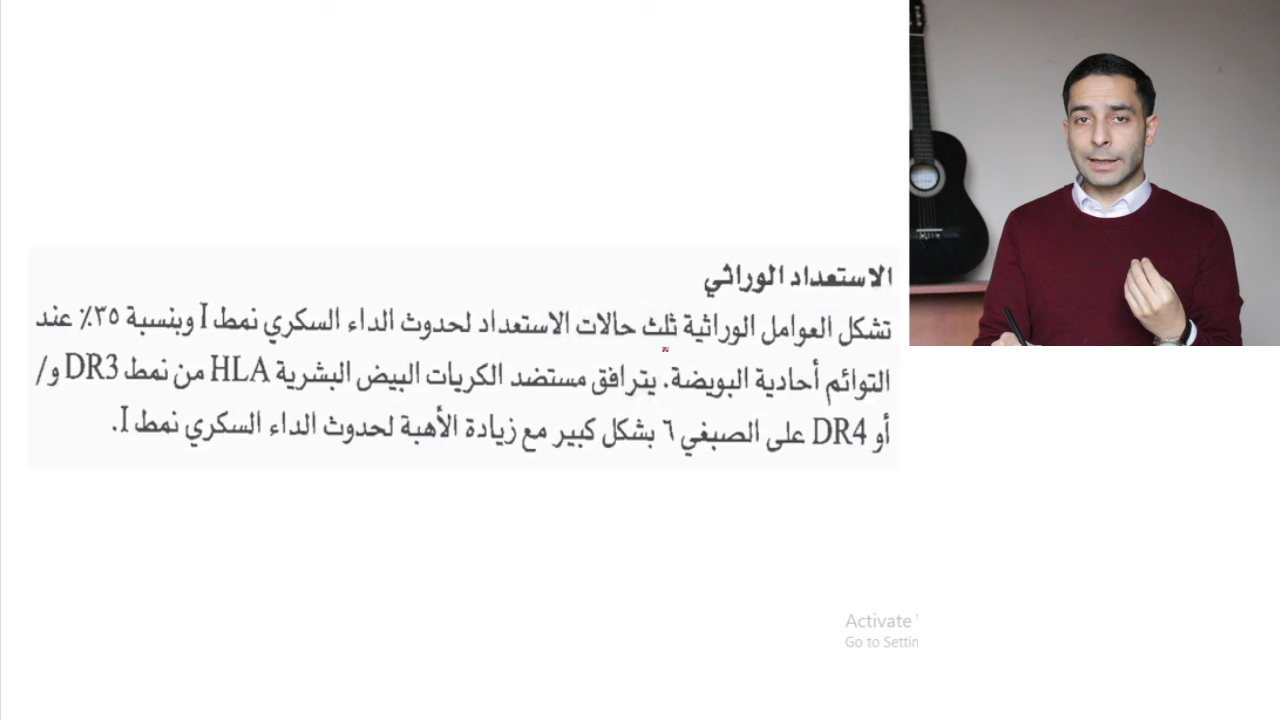 الاستعداد الوراثي
تشكل العوامل الوراثية ثلث حالات الاستعداد لحدوث الداء السكري نمط I وبنسبة ٣٥٪ عند
التوائم أحادية البويضة. يترافق مستضد الكريات البيض البشرية HLA من نمط DR3 و/
أو DR4 على الصبغي ٦ بشكل كبير مع زيادة الأهبة لحدوث الداء السكري نمط I.
Activate
Go to Settin